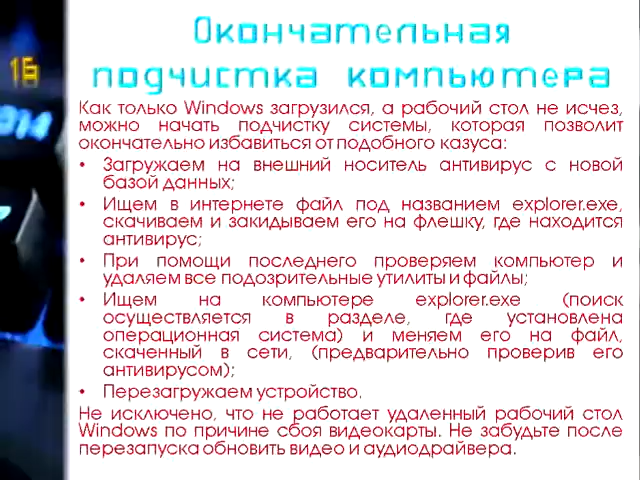 Окончательная
подчистка компьютера
16
Как только Windows загрузился, а рабочий стол не исчез,
можно начать подчистку системы, которая позволит
окончательно избавиться от подобного казуса:
• Загружаем на внешний носитель антивирус с новой
базой данных;
• Ищем в интернете файл под названием explorer.exe,
скачиваем и закидываем его на флешку, где находится
антивирус;
• При помощи последнего проверяем компьютер и
удаляем все подозрительные утилиты и файлы;
• Ищем на компьютере explorer.exe (поиск
осуществляется в разделе, где установлена
операционная система) и меняем его на файл,
скаченный в сети, (предварительно проверив его
антивирусом);
• Перезагружаем устройство.
Не исключено, что не работает удаленный рабочий стол
Windows по причине сбоя видеокарты. Не забудьте после
перезапуска обновить видео и аудиодрайвера.